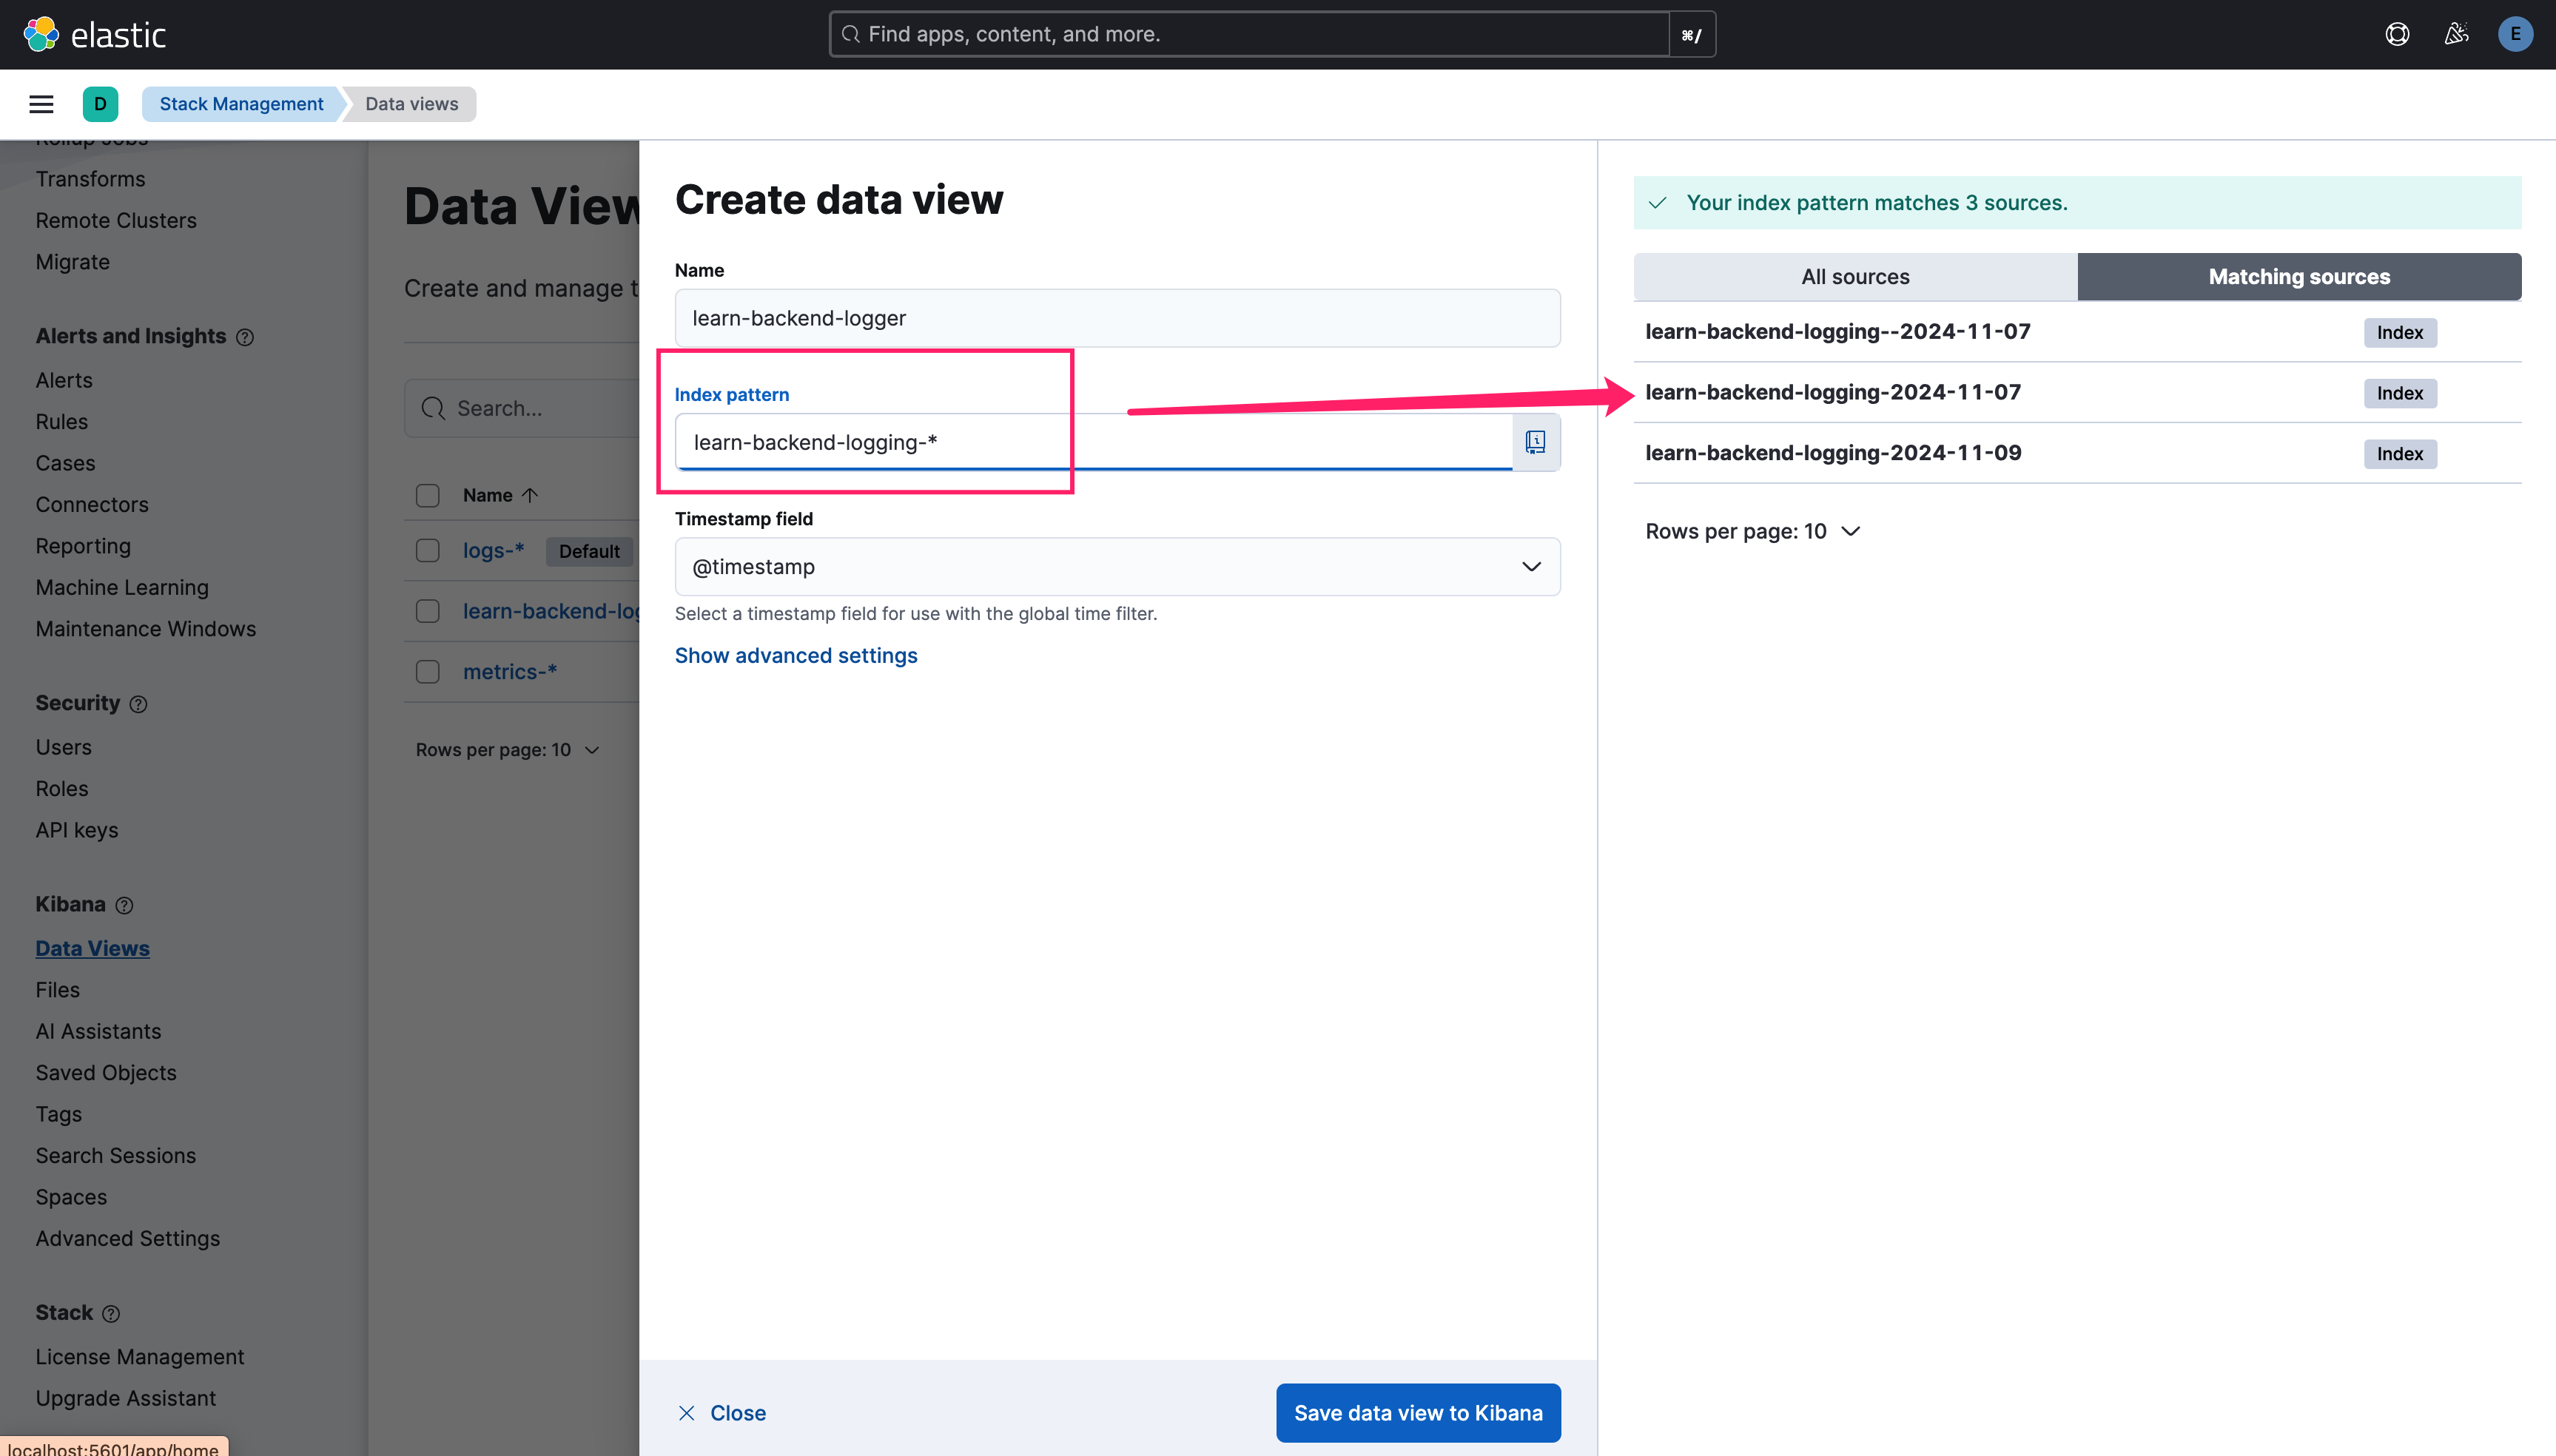 elastic
Find apps, content, and more.
⌘/
E
D
Stack Management
Data views
Rollup Jobs
Transforms
Remote Clusters
Migrate
Alerts and Insights
Alerts
Rules
Cases
Connectors
Reporting
Machine Learning
Maintenance Windows
Security
Users
Roles
API keys
Kibana
Data Views
Files
AI Assistants
Saved Objects
Tags
Search Sessions
Spaces
Advanced Settings
Stack
License Management
Upgrade Assistant
localhost:5601/app/home
Data View
Create and manage t
Search...
Name
logs-* Default
learn-backend-log
metrics-*
Rows per page: 10
Create data view
Name
learn-backend-logger
Index pattern
learn-backend-logging-*
Timestamp field
@timestamp
Select a timestamp field for use with the global time filter.
Show advanced settings
Close
Save data view to Kibana
Your index pattern matches 3 sources.
All sources
Matching sources
learn-backend-logging--2024-11-07 Index
learn-backend-logging-2024-11-07 Index
learn-backend-logging-2024-11-09 Index
Rows per page: 10